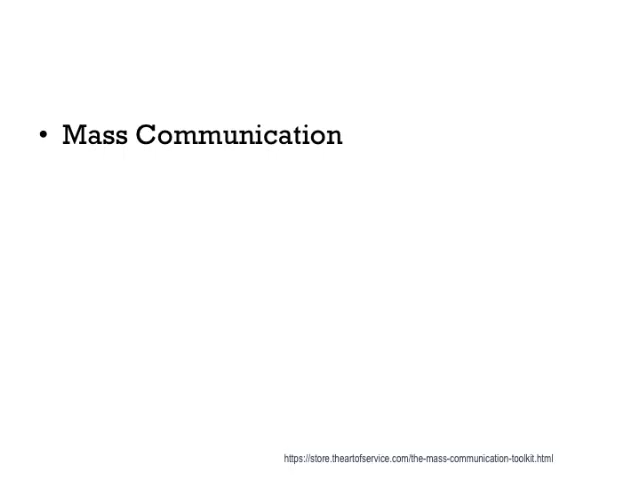 • Mass Communication
https://store.theartofservice.com/the-mass-communication-toolkit.html